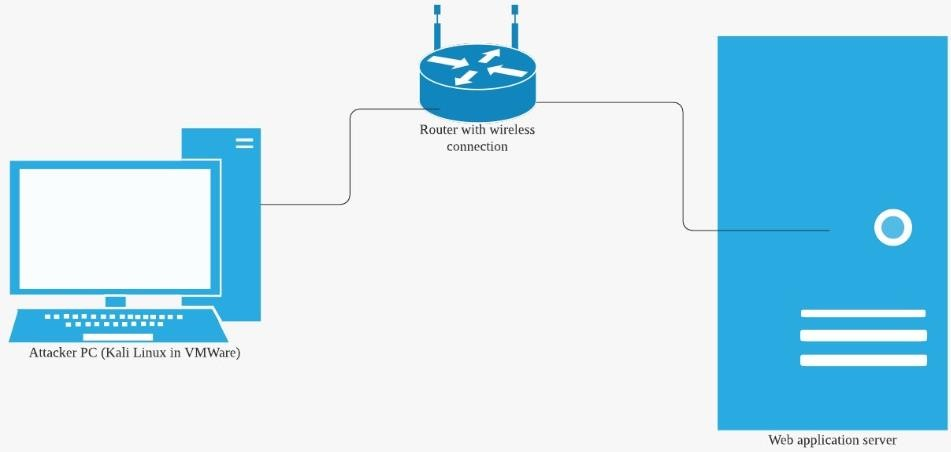 Router with wireless
connection
Attacker PC (Kali Linux in VMWare)
Web application server